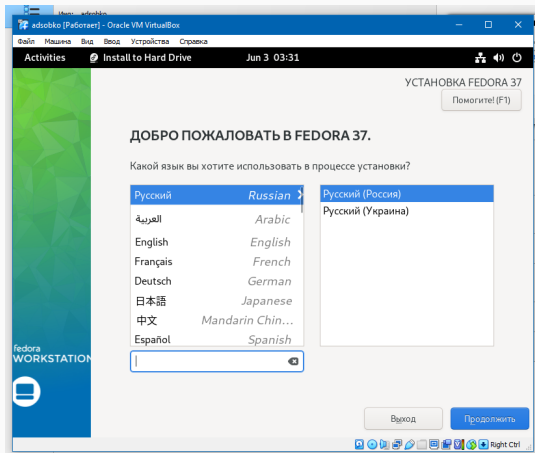 Имя: adsobko
adsobko [Работает] - Oracle VM VirtualBox
Файл Машина Вид Ввод Устройства Справка
Activities Install to Hard Drive Jun 3 03:31
УСТАНОВКА FEDORA 37
Помогите! (F1)
ДОБРО ПОЖАЛОВАТЬ В FEDORA 37.
Какой язык вы хотите использовать в процессе установки?
Русский Russian Русский (Россия)
العربية Arabic Русский (Украина)
English English
Français French
Deutsch German
日本語 Japanese
中文 Mandarin Chin...
Español Spanish
fedora
WORKSTATION
Выход Продолжить
Right Ctrl